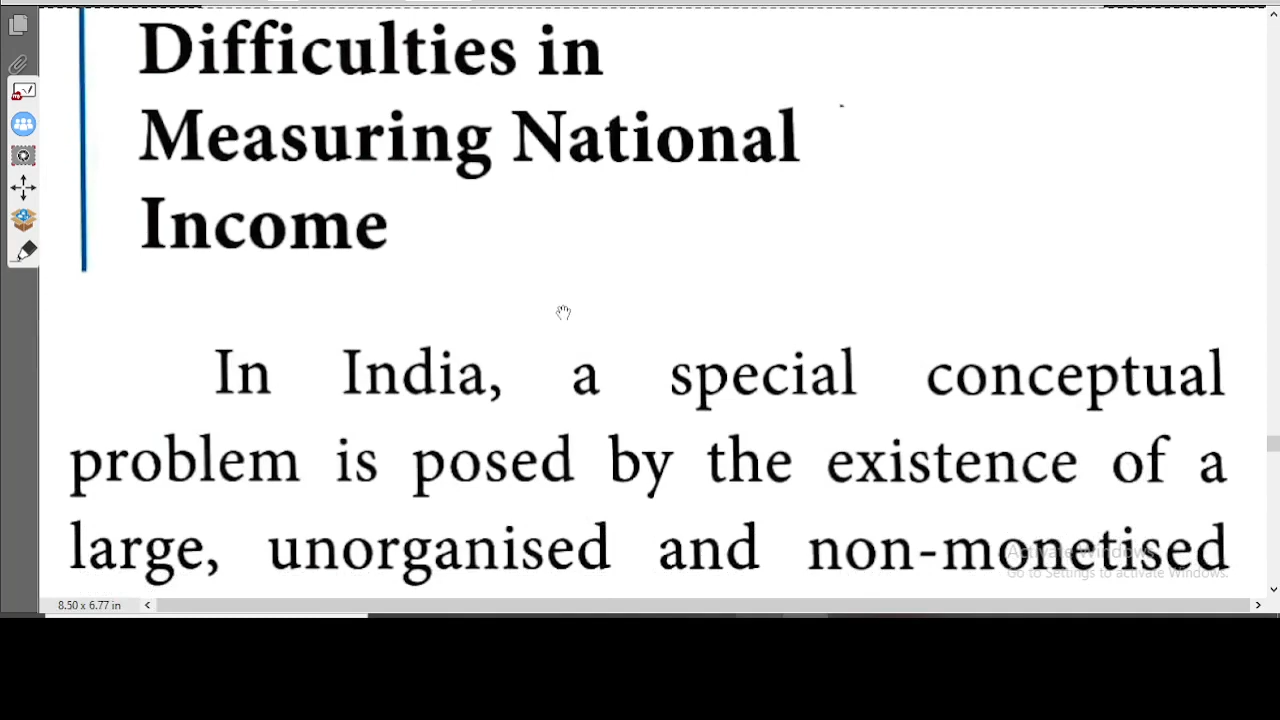 Difficulties in
Measuring National
Income
In India, a special conceptual
problem is posed by the existence of a
large, unorganised and non-monetised
Activate Windows
Go to Settings to activate Windows.
8.50 x 6.77 in